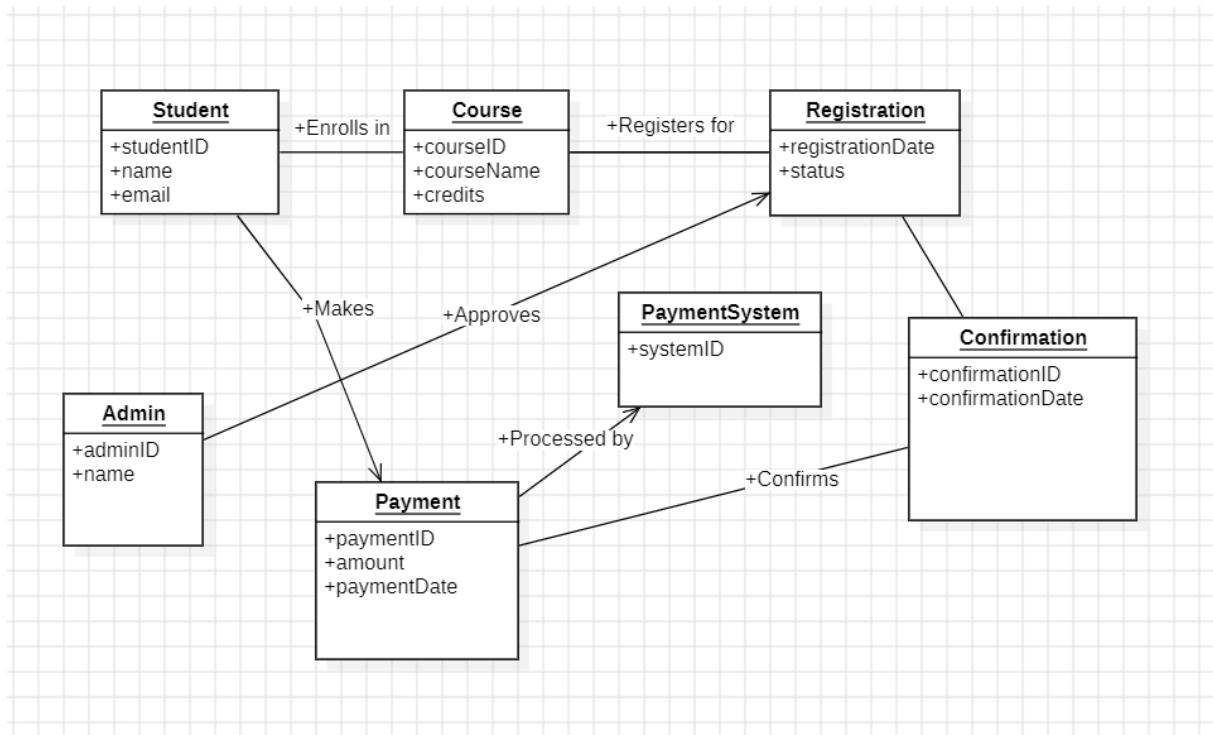 Student
+studentID
+name
+email
+Enrolls in
Course
+courseID
+courseName
+credits
+Registers for
Registration
+registrationDate
+status
+Makes
+Approves
PaymentSystem
+systemID
Confirmation
+confirmationID
+confirmationDate
Admin
+adminID
+name
+Processed by
+Confirms
Payment
+paymentID
+amount
+paymentDate